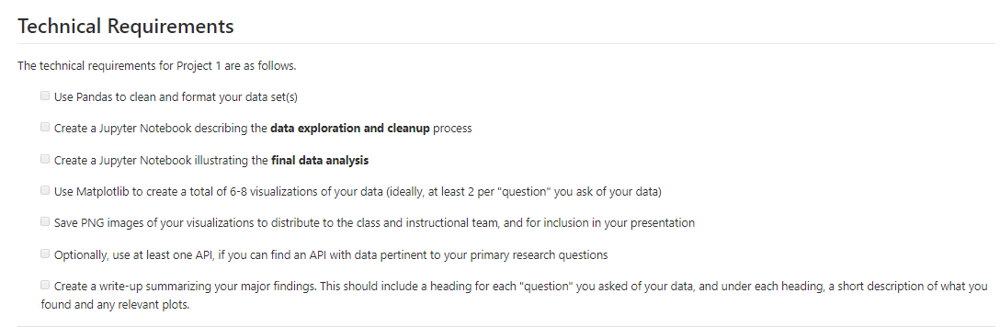 Technical Requirements
The technical requirements for Project 1 are as follows.
Use Pandas to clean and format your data set(s)
Create a Jupyter Notebook describing the data exploration and cleanup process
Create a Jupyter Notebook illustrating the final data analysis
Use Matplotlib to create a total of 6-8 visualizations of your data (ideally, at least 2 per "question" you ask of your data)
Save PNG images of your visualizations to distribute to the class and instructional team, and for inclusion in your presentation
Optionally, use at least one API, if you can find an API with data pertinent to your primary research questions
Create a write-up summarizing your major findings. This should include a heading for each "question" you asked of your data, and under each heading, a short description of what you
found and any relevant plots.